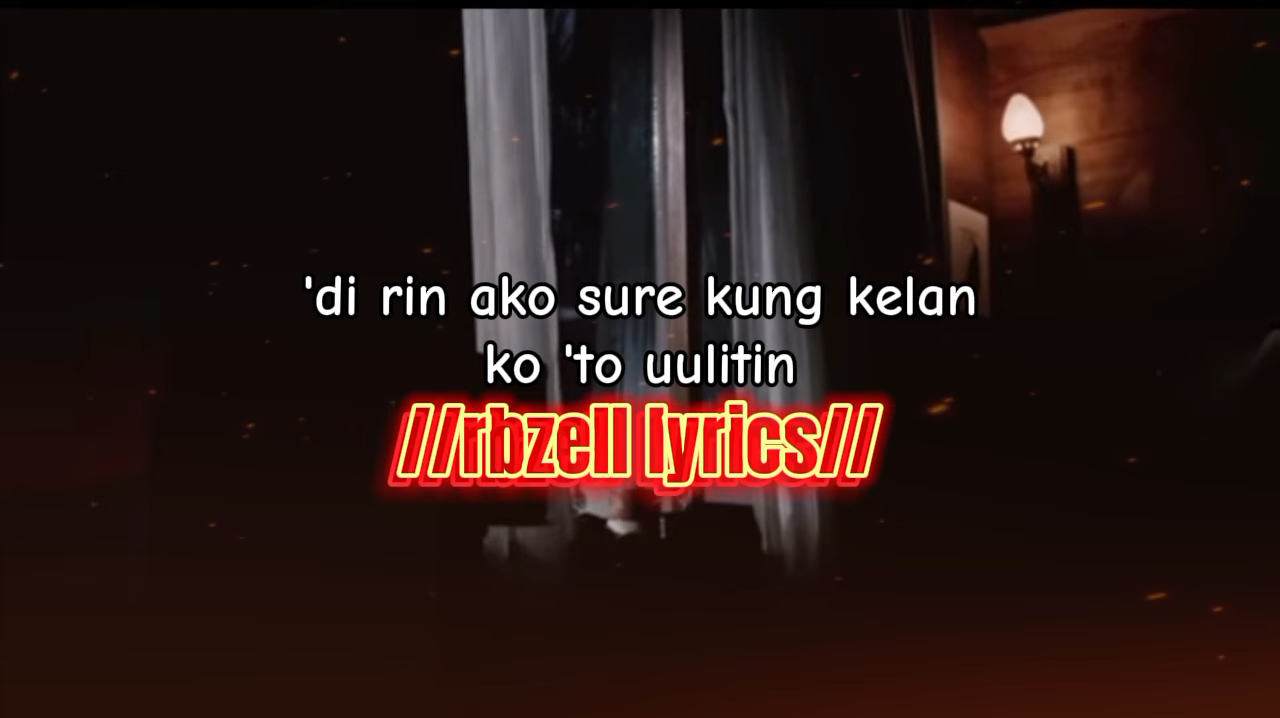 'di rin ako sure kung kelan
ko 'to uulitin
//rbzell lyrics//